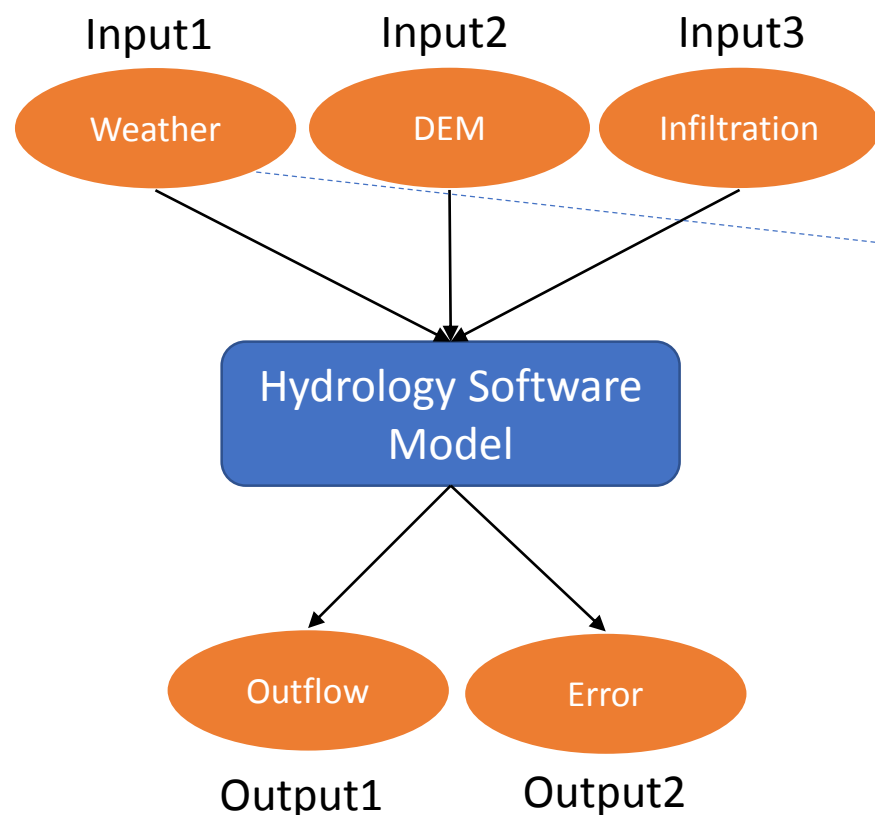 Input1
Input2
Input3
Weather
DEM
Infiltration
Hydrology Software
Model
Outflow
Error
Output1
Output2